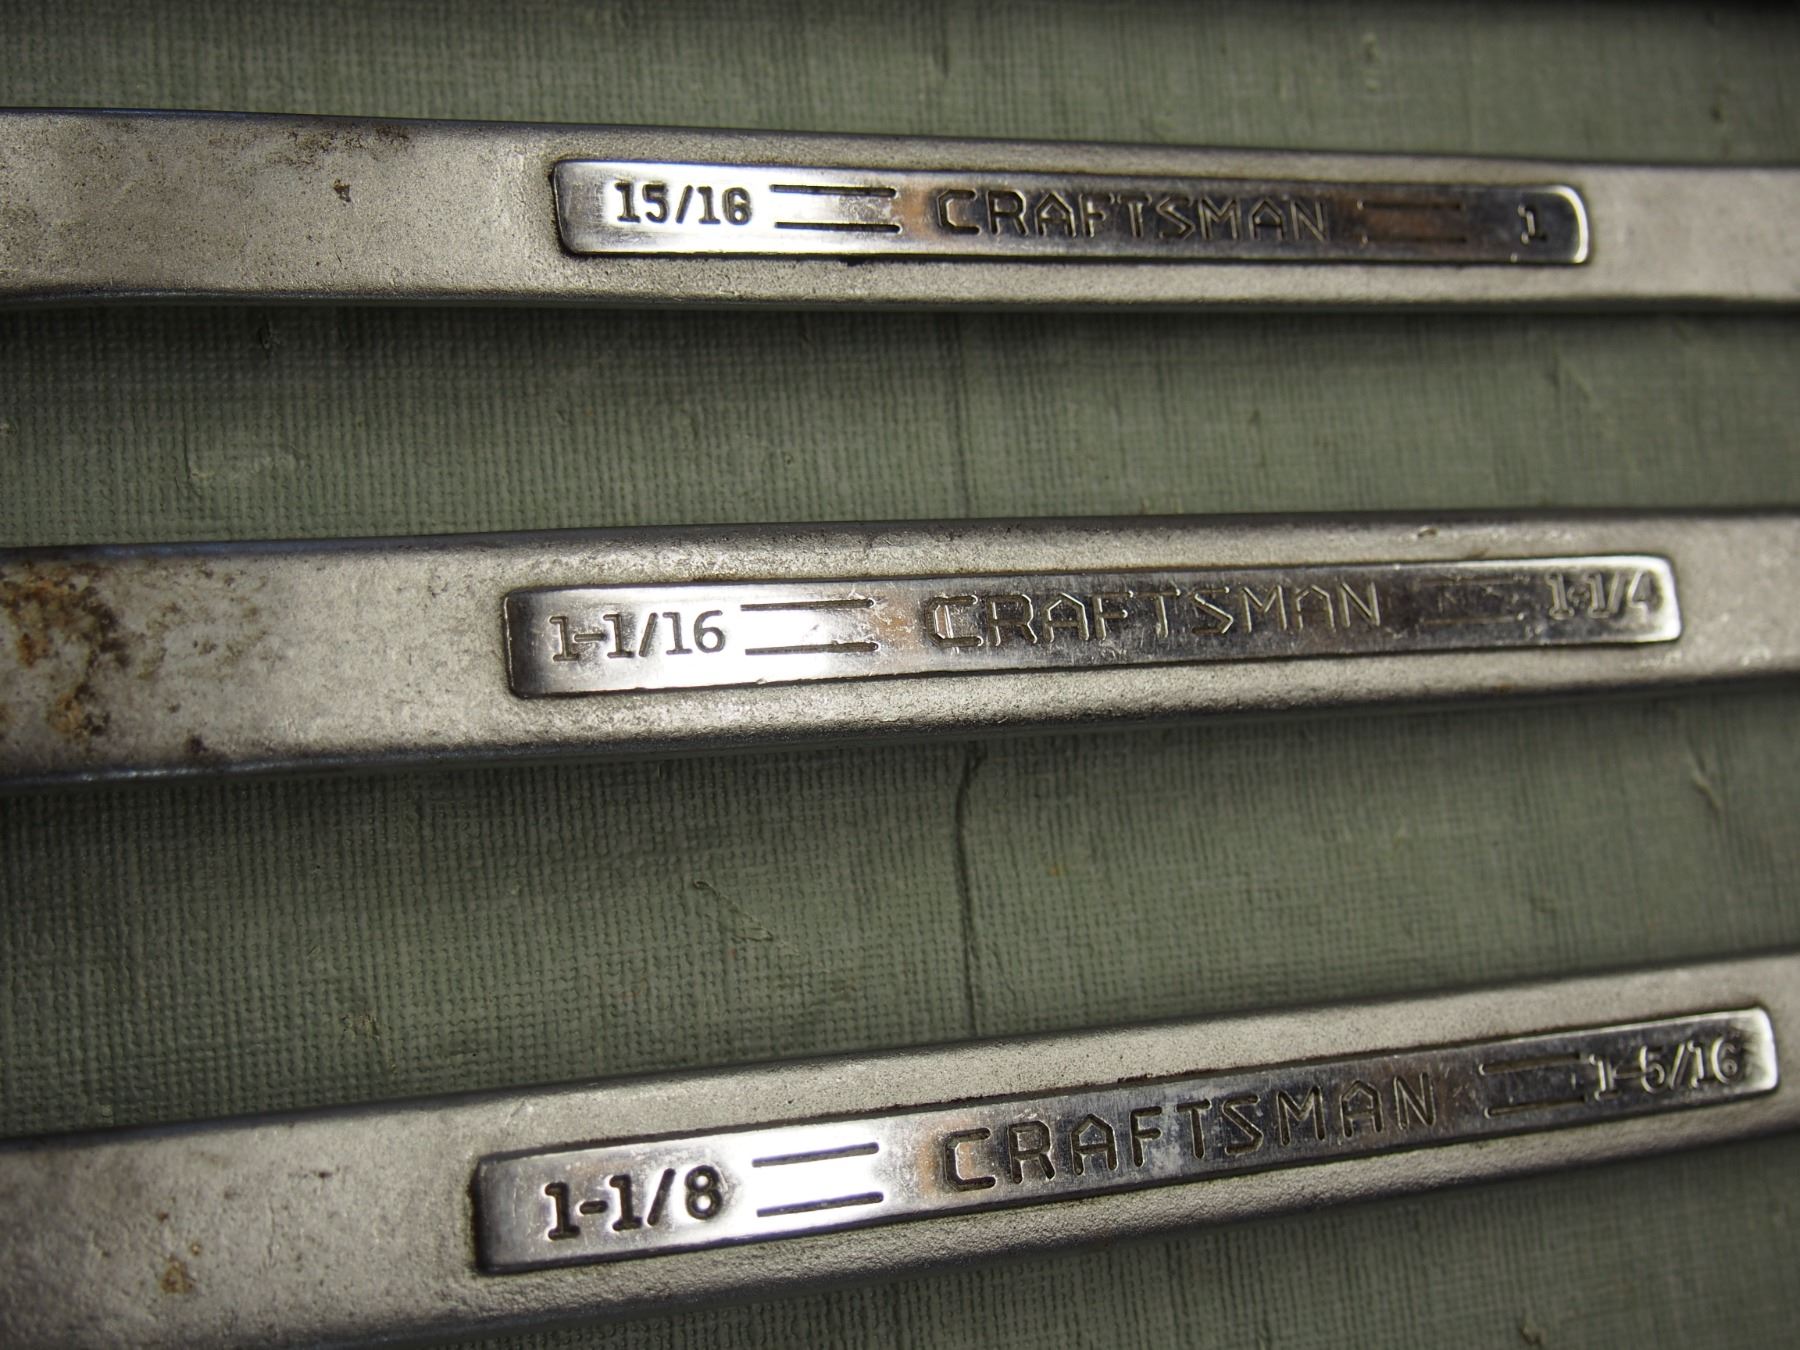 15/16 CRAFTSMAN 1
1-1/16 CRAFTSMAN 1-1/4
1-1/8 CRAFTSMAN 1-5/16